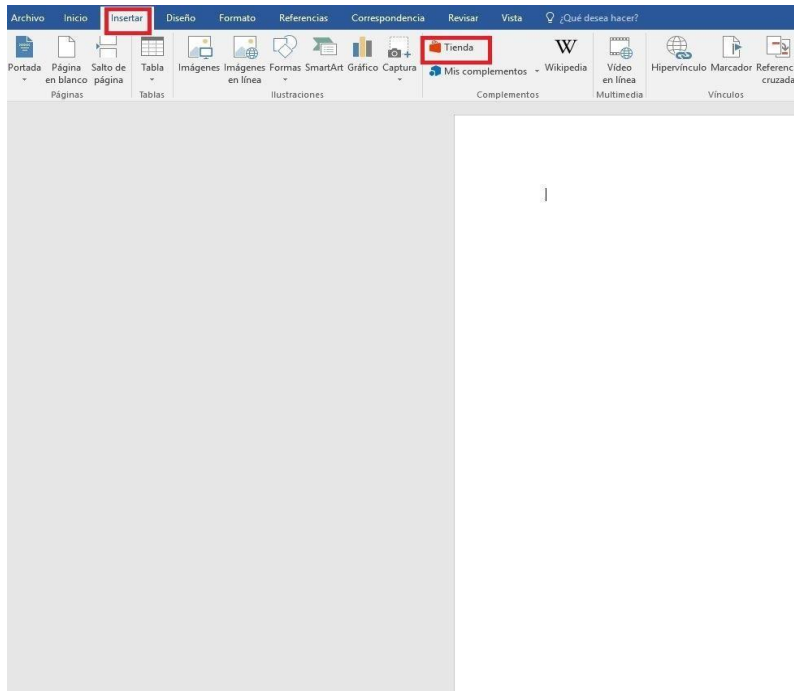 Archivo Inicio Insertar Diseño Formato Referencias Correspondencia Revisar Vista ¿Qué desea hacer?
Portada Página en blanco Salto de página Tabla Imágenes Imágenes en línea Formas SmartArt Gráfico Captura Tienda Mis complementos W Wikipedia Vídeo en línea Hipervínculo Marcador Referenc cruzada
Páginas Tablas Ilustraciones Complementos Multimedia Vínculos